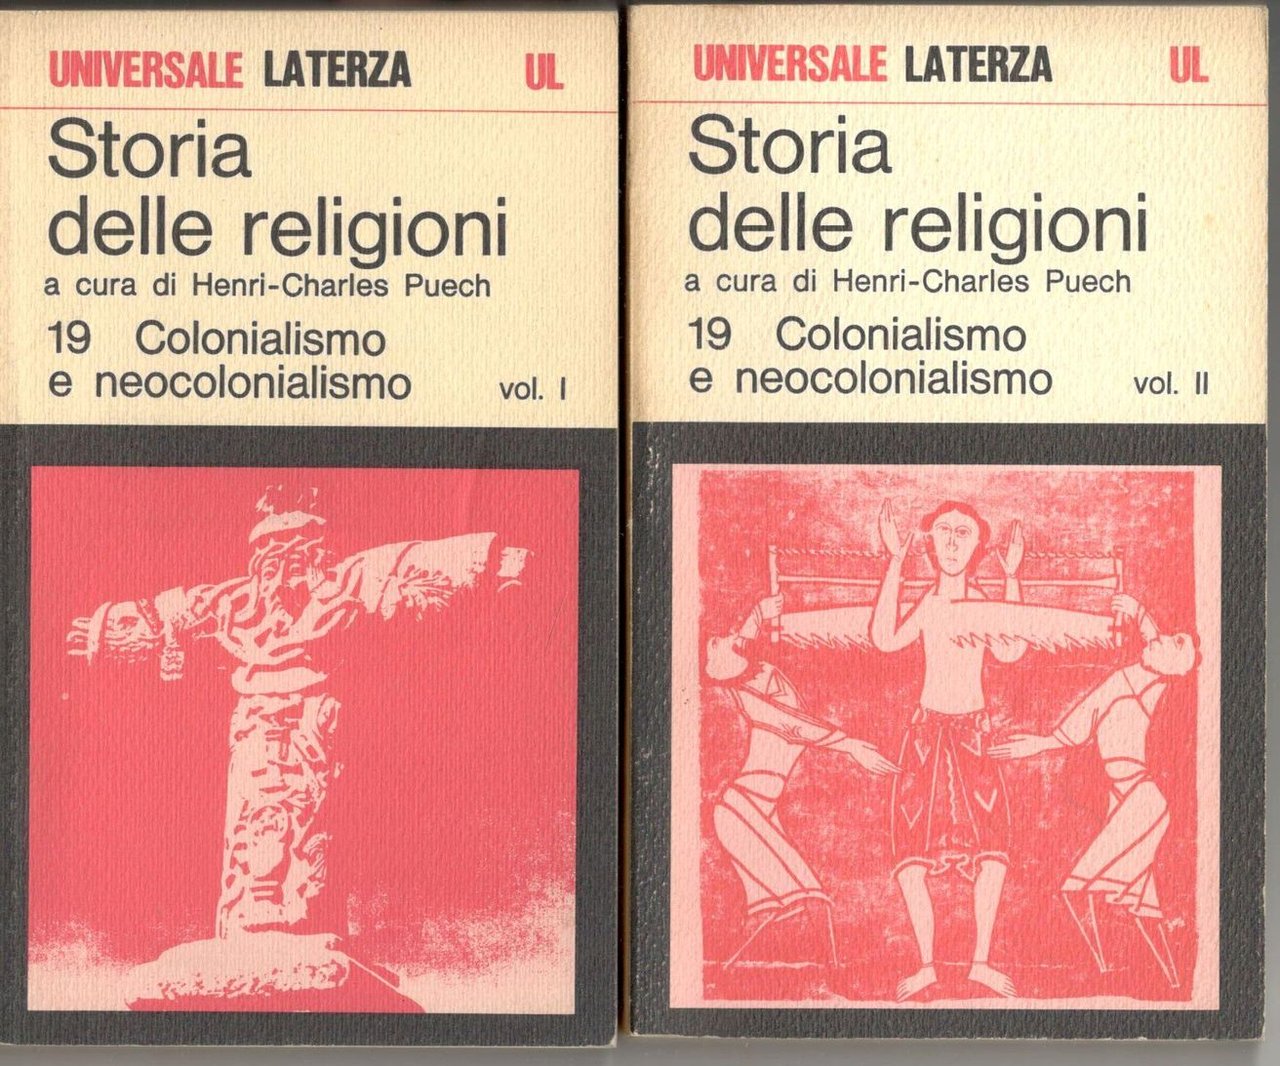 UNIVERSALE LATERZA UL
Storia
delle religioni
a cura di Henri-Charles Puech
19 Colonialismo
e neocolonialismo vol. I
UNIVERSALE LATERZA UL
Storia
delle religioni
a cura di Henri-Charles Puech
19 Colonialismo
e neocolonialismo vol. II